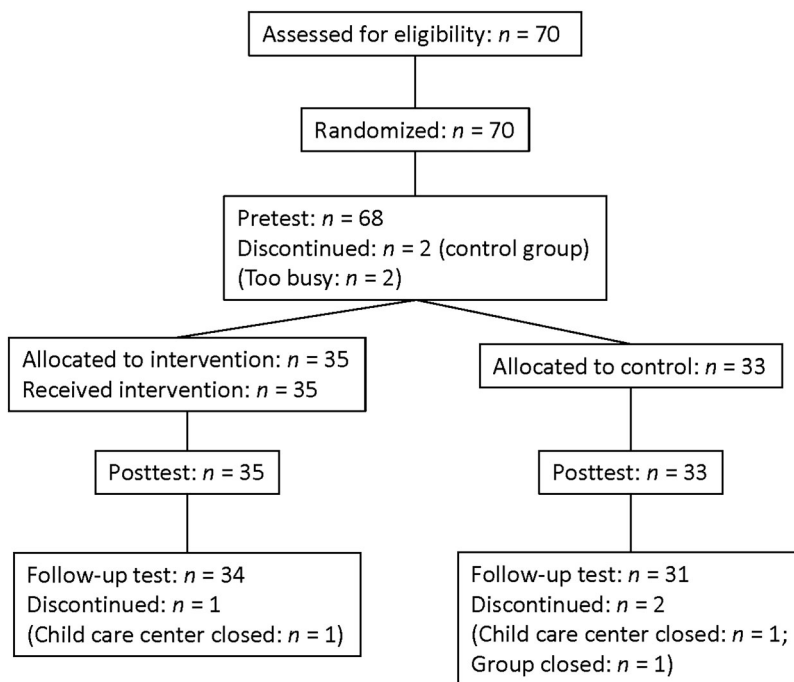 Assessed for eligibility: n = 70
Randomized: n = 70
Pretest: n = 68
Discontinued: n = 2 (control group)
(Too busy: n = 2)
Allocated to intervention: n = 35
Received intervention: n = 35
Allocated to control: n = 33
Posttest: n = 35
Posttest: n = 33
Follow-up test: n = 34
Discontinued: n = 1
(Child care center closed: n = 1)
Follow-up test: n = 31
Discontinued: n = 2
(Child care center closed: n = 1;
Group closed: n = 1)